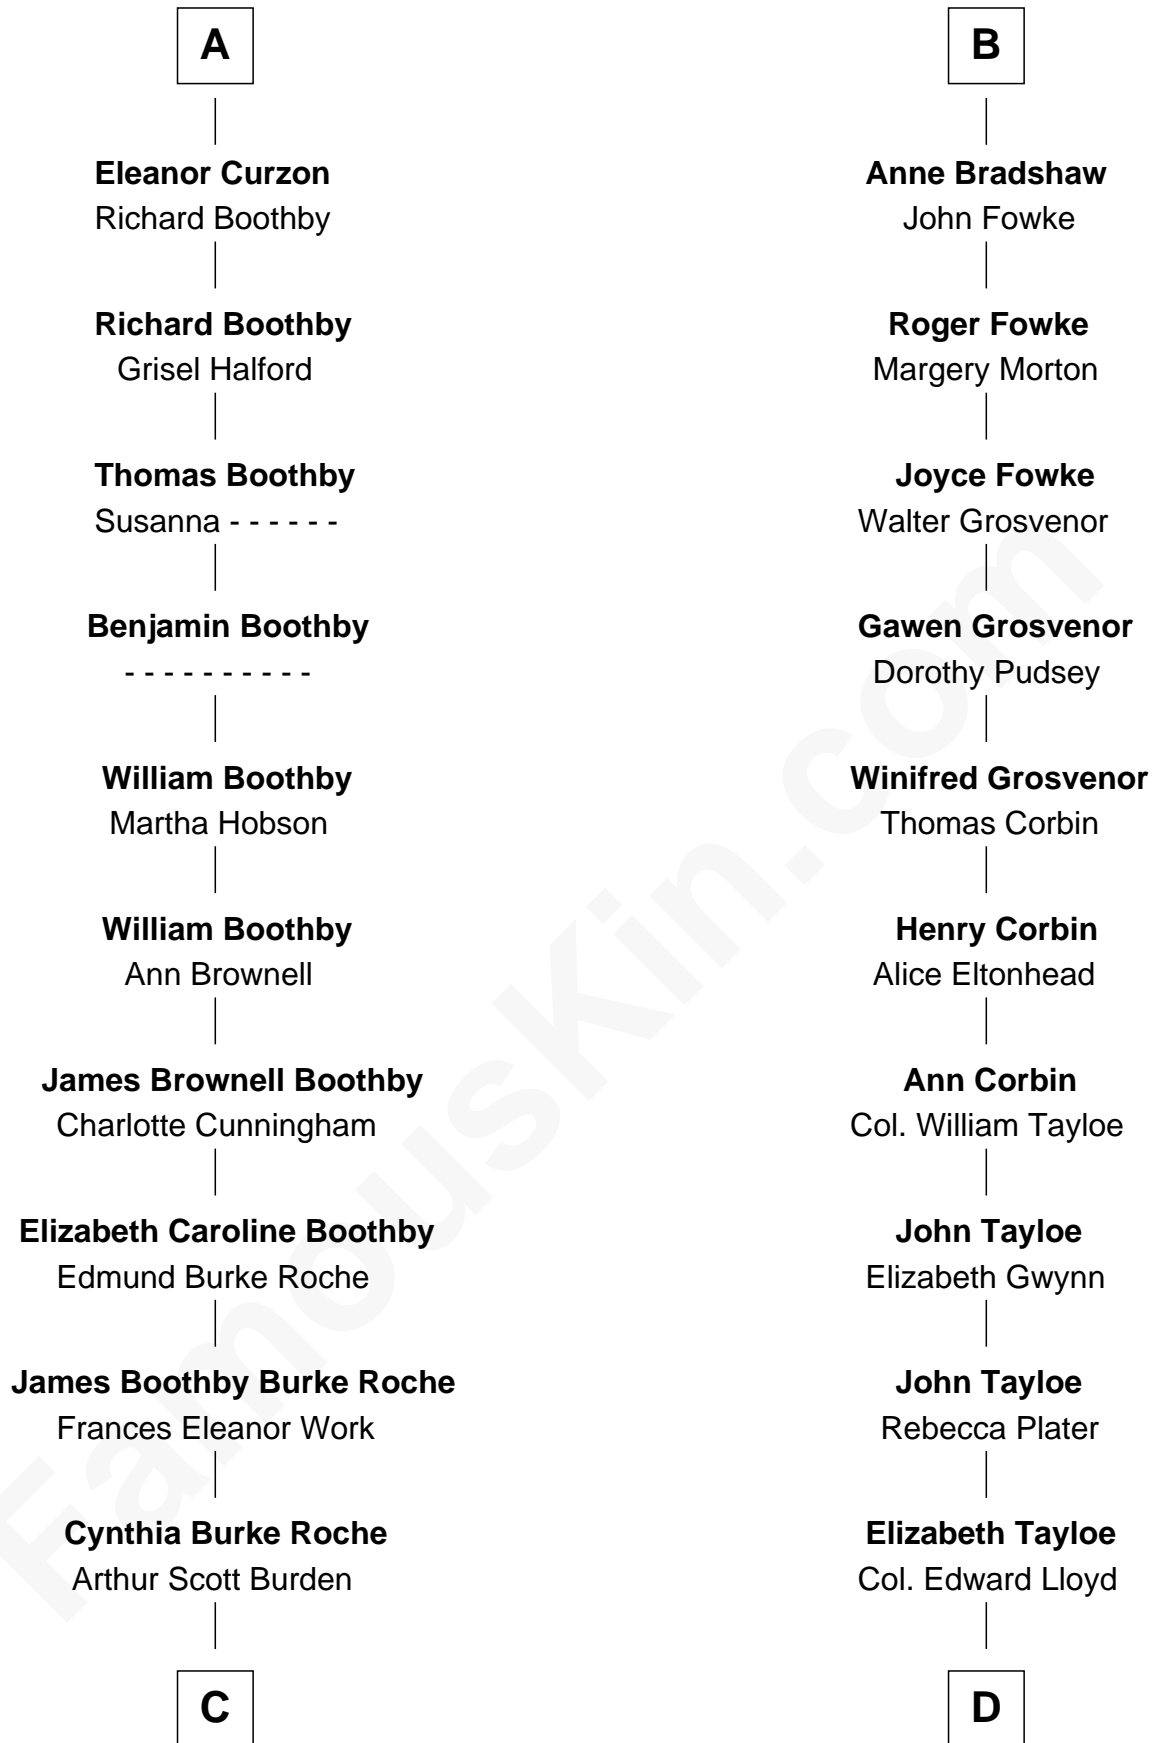 A
Eleanor Curzon
Richard Boothby
Richard Boothby
Grisel Halford
Thomas Boothby
Susanna - - - - - -
Benjamin Boothby
- - - - - - - - - -
William Boothby
Martha Hobson
William Boothby
Ann Brownell
James Brownell Boothby
Charlotte Cunningham
Elizabeth Caroline Boothby
Edmund Burke Roche
James Boothby Burke Roche
Frances Eleanor Work
Cynthia Burke Roche
Arthur Scott Burden
C
B
Anne Bradshaw
John Fowke
Roger Fowke
Margery Morton
Joyce Fowke
Walter Grosvenor
Gawen Grosvenor
Dorothy Pudsey
Winifred Grosvenor
Thomas Corbin
Henry Corbin
Alice Eltonhead
Ann Corbin
Col. William Tayloe
John Tayloe
Elizabeth Gwynn
John Tayloe
Rebecca Plater
Elizabeth Tayloe
Col. Edward Lloyd
D
FamousKin.com